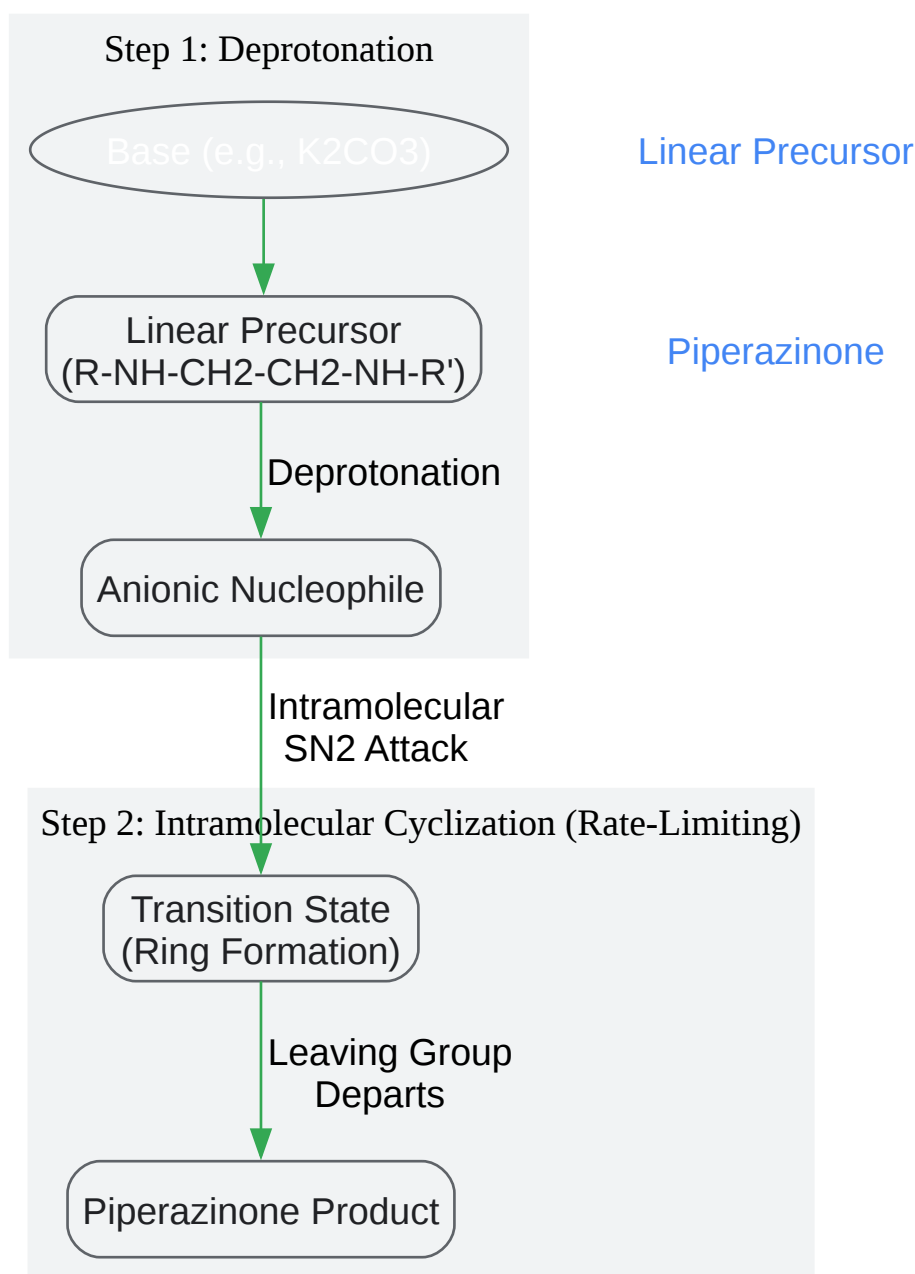 Step 1: Deprotonation
Base (e.g., K2CO3)
Linear Precursor
Linear Precursor
(R-NH-CH2-CH2-NH-R')
Piperazinone
Deprotonation
Anionic Nucleophile
Intramolecular
SN2 Attack
Step 2: Intramolecular Cyclization (Rate-Limiting)
Transition State
(Ring Formation)
Leaving Group
Departs
Piperazinone Product